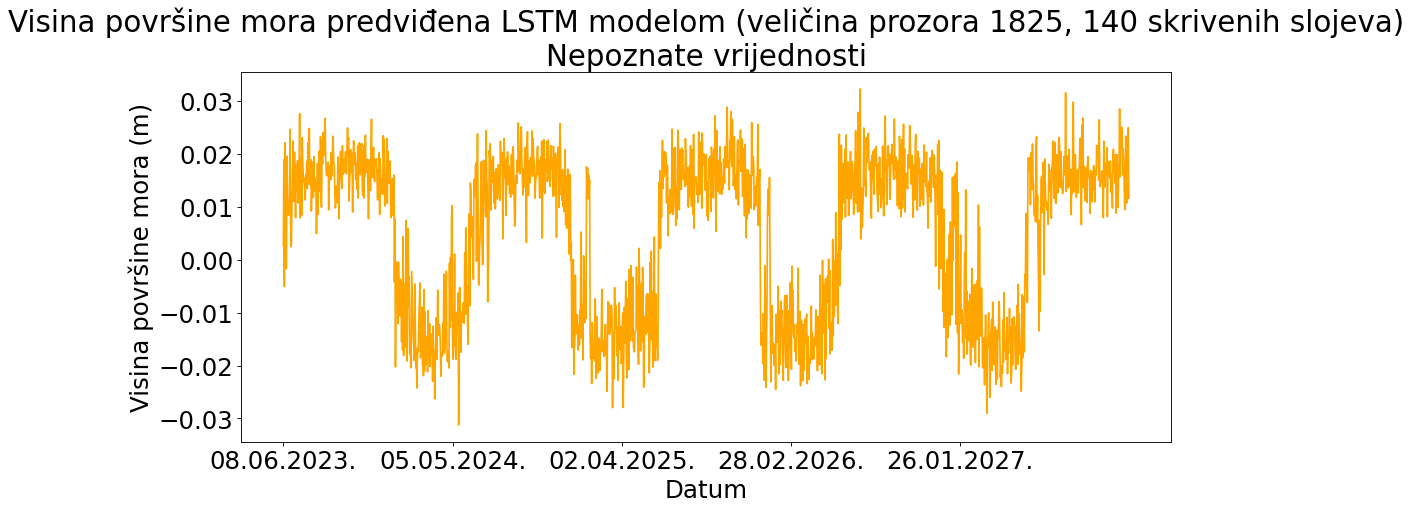 Visina površine mora predviđena LSTM modelom (veličina prozora 1825, 140 skrivenih slojeva)
Nepoznate vrijednosti
Visina površine mora (m)
0.03
0.02
0.01
0.00
−0.01
−0.02
−0.03
08.06.2023. 05.05.2024. 02.04.2025. 28.02.2026. 26.01.2027.
Datum